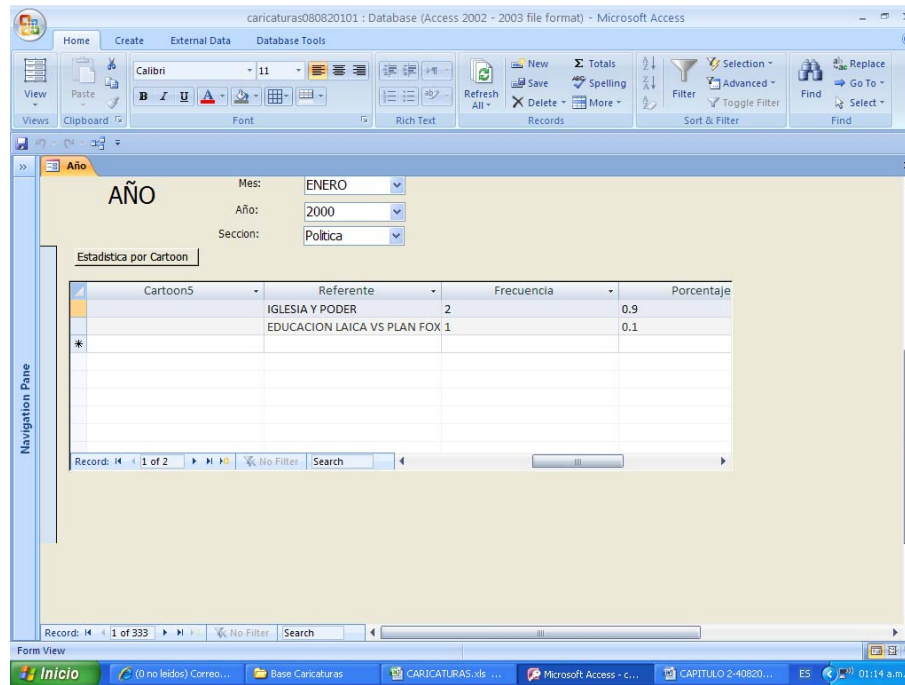 caricaturas080820101 : Database (Access 2002 - 2003 file format) - Microsoft Access
Home Create External Data Database Tools
View
Paste
Calibri 11
B I U A
Refresh All
New
Save
Delete
Totals
Spelling
More
Filter
Selection
Advanced
Toggle Filter
Find
Replace
Go To
Select
Views Clipboard Font Rich Text Records Sort & Filter Find
Año
AÑO
Mes: ENERO
Año: 2000
Seccion: Politica
Estadistica por Cartoon
Cartoon5 Referente Frecuencia Porcentaje
IGLESIA Y PODER 2 0.9
EDUCACION LAICA VS PLAN FOX 1 0.1
Record: 1 of 2 No Filter Search
Navigation Pane
Record: 1 of 333 No Filter Search
Form View
Inicio (0 no leídos) Correo... Base Caricaturas CARICATURAS.xls ... Microsoft Access - c... CAPITULO 2-40820... ES 01:14 a.m.